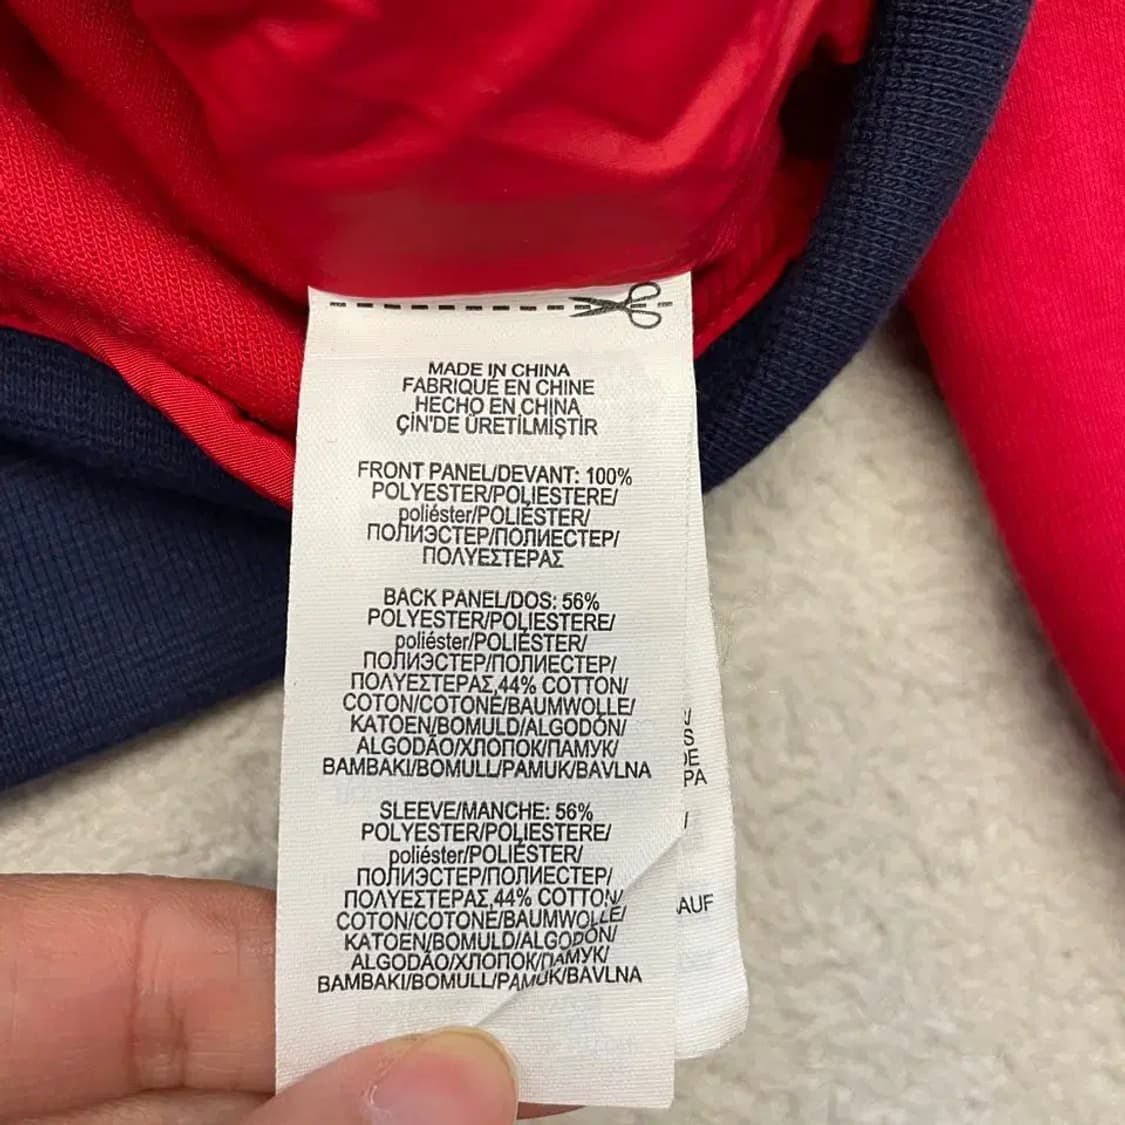 MADE IN CHINA
FABRIQUÉ EN CHINE
HECHO EN CHINA
ÇİN'DE ÜRETİLMİŞTİR
FRONT PANEL/DEVANT: 100%
POLYESTER/POLIESTERE/
poliéster/POLIÉSTER/
ПОЛИЭСТЕР/ПОЛИЕСТЕР/
ΠΟΛΥΕΣΤΕΡΑΣ
BACK PANEL/DOS: 56%
POLYESTER/POLIESTERE/
poliéster/POLIÉSTER/
ПОЛИЭСТЕР/ПОЛИЕСТЕР/
ΠΟΛΥΕΣΤΕΡΑΣ,44% COTTON/
COTON/COTONE/BAUMWOLLE/
KATOEN/BOMULD/ALGODÓN/
ALGODÃO/ХЛОПОК/ПАМУК/
BAMBAKI/BOMULL/PAMUK/BAVLNA
SLEEVE/MANCHE: 56%
POLYESTER/POLIESTERE/
poliéster/POLIÉSTER/
ПОЛИЭСТЕР/ПОЛИЕСТЕР/
ΠΟΛΥΕΣΤΕΡΑΣ,44% COTTON/
COTON/COTONE/BAUMWOLLE/
KATOEN/BOMULD/ALGODÓN/
ALGODÃO/ХЛОПОК/ПАМУК/
BAMBAKI/BOMULL/PAMUK/BAVLNA